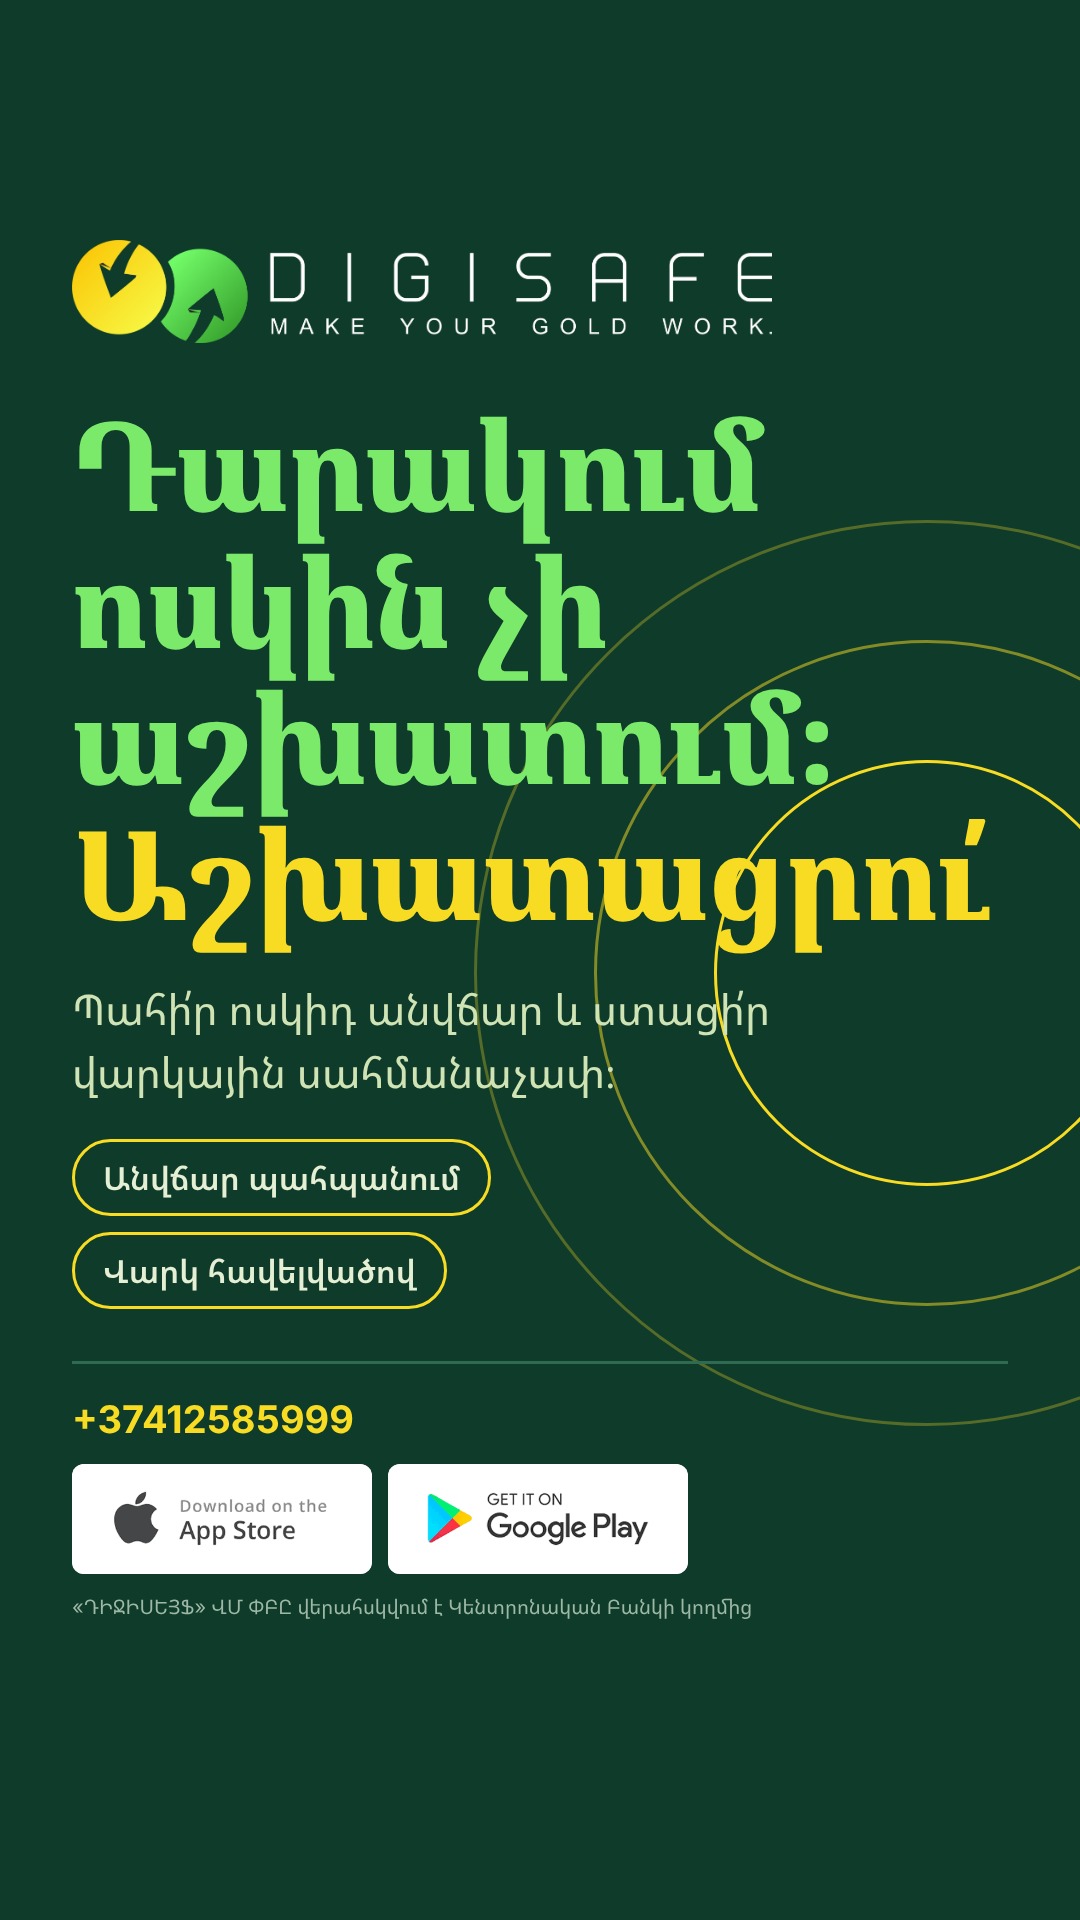 DIGISAFE
MAKE YOUR GOLD WORK.
Դարակում
ոսկին չի
աշխատում:
Աշխատացրու՛
Պահի՛ր ոսկիդ անվճար և ստացի՛ր
վարկային սահմանաչափ:
Անվճար պահպանում
Վարկ հավելվածով
+37412585999
Download on the
App Store
GET IT ON
Google Play
«ԴԻՋԻՍԵՅՖ» ՎՄ ՓԲԸ վերահսկվում է Կենտրոնական Բանկի կողմից